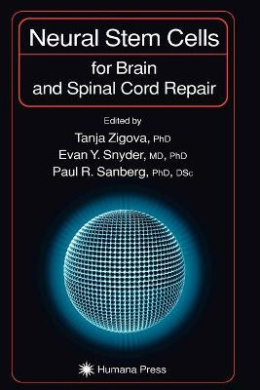 Neural Stem Cells
for Brain
and Spinal Cord Repair
Edited by
Tanja Zigova, PhD
Evan Y. Snyder, MD, PhD
Paul R. Sanberg, PhD, DSc
Humana Press